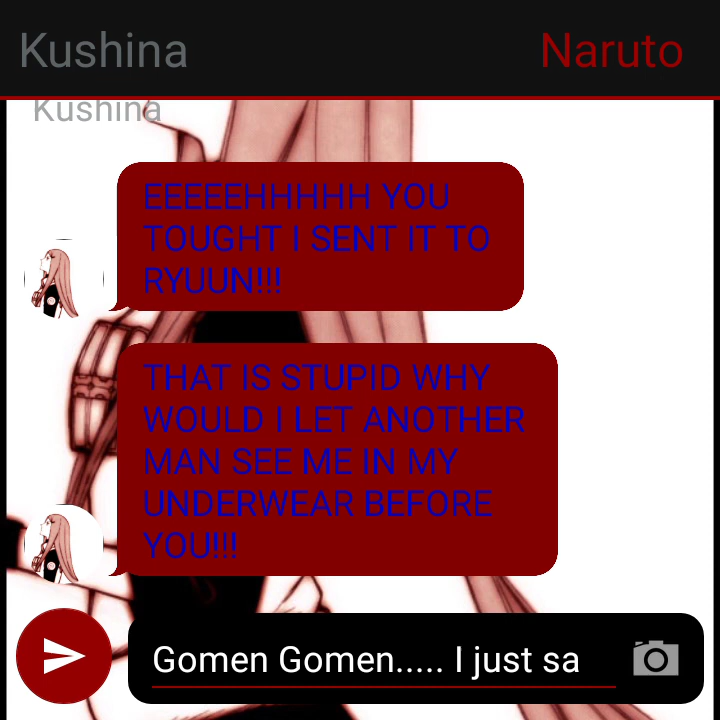 Kushina
Naruto
Kushina
EEEEEHHHHH YOU
TOUGHT I SENT IT TO
RYUUN!!!
THAT IS STUPID WHY
WOULD I LET ANOTHER
MAN SEE ME IN MY
UNDERWEAR BEFORE
YOU!!!
Gomen Gomen..... I just sa